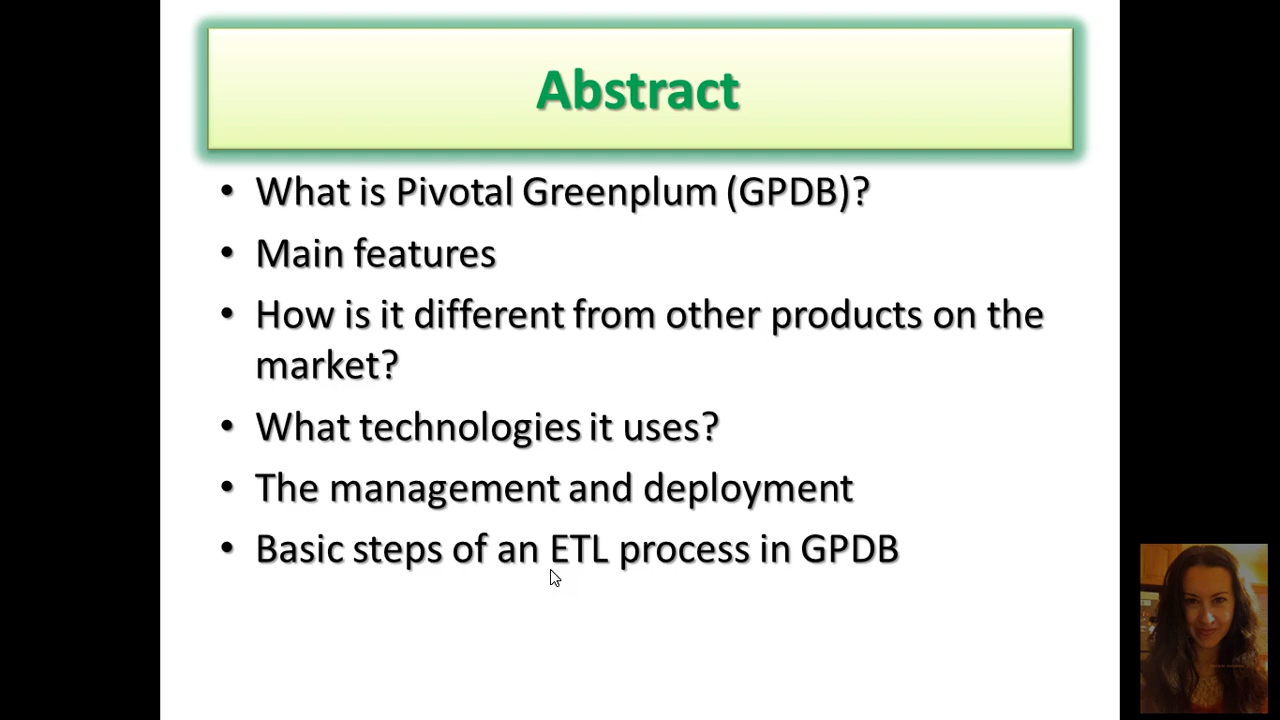 Abstract
• What is Pivotal Greenplum (GPDB)?
• Main features
• How is it different from other products on the
market?
• What technologies it uses?
• The management and deployment
• Basic steps of an ETL process in GPDB